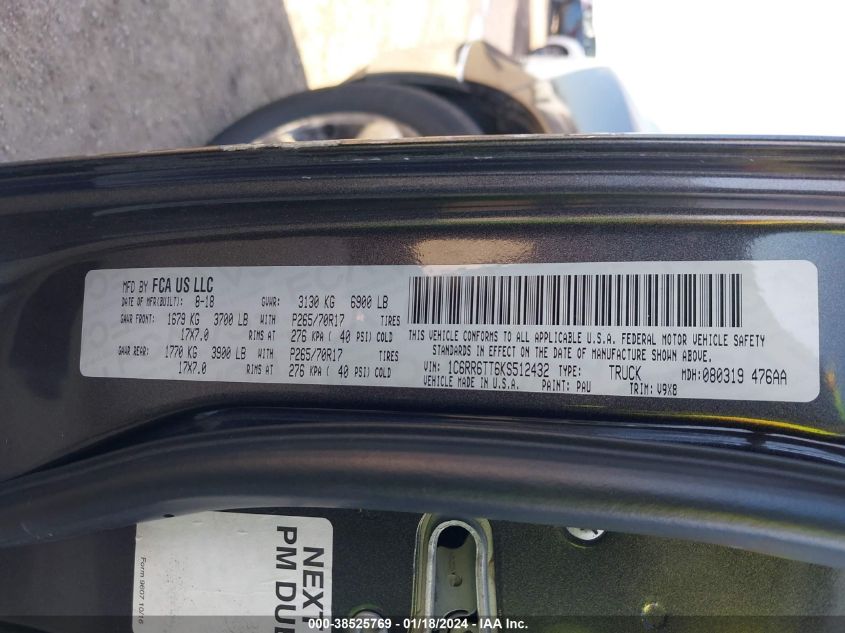 MFD BY FCA US LLC
DATE OF MFR(BUILT): 8-18 GVWR: 3130 KG 6900 LB
GAWR FRONT: 1679 KG 3700 LB WITH P265/70R17 TIRES
17X7.0 RIMS AT 276 KPA ( 40 PSI) COLD
GAWR REAR: 1770 KG 3900 LB WITH P265/70R17 TIRES
17X7.0 RIMS AT 276 KPA ( 40 PSI) COLD
THIS VEHICLE CONFORMS TO ALL APPLICABLE U.S.A. FEDERAL MOTOR VEHICLE SAFETY
STANDARDS IN EFFECT ON THE DATE OF MANUFACTURE SHOWN ABOVE.
VIN: 1C6RR6TT6KS512432 TYPE: TRUCK MDH: 080319 476AA
VEHICLE MADE IN U.S.A. PAINT: PAU TRIM: V9X8
NEXT
PM DUE
Form 9607 10/16
000-38525769 - 01/18/2024 - IAA Inc.